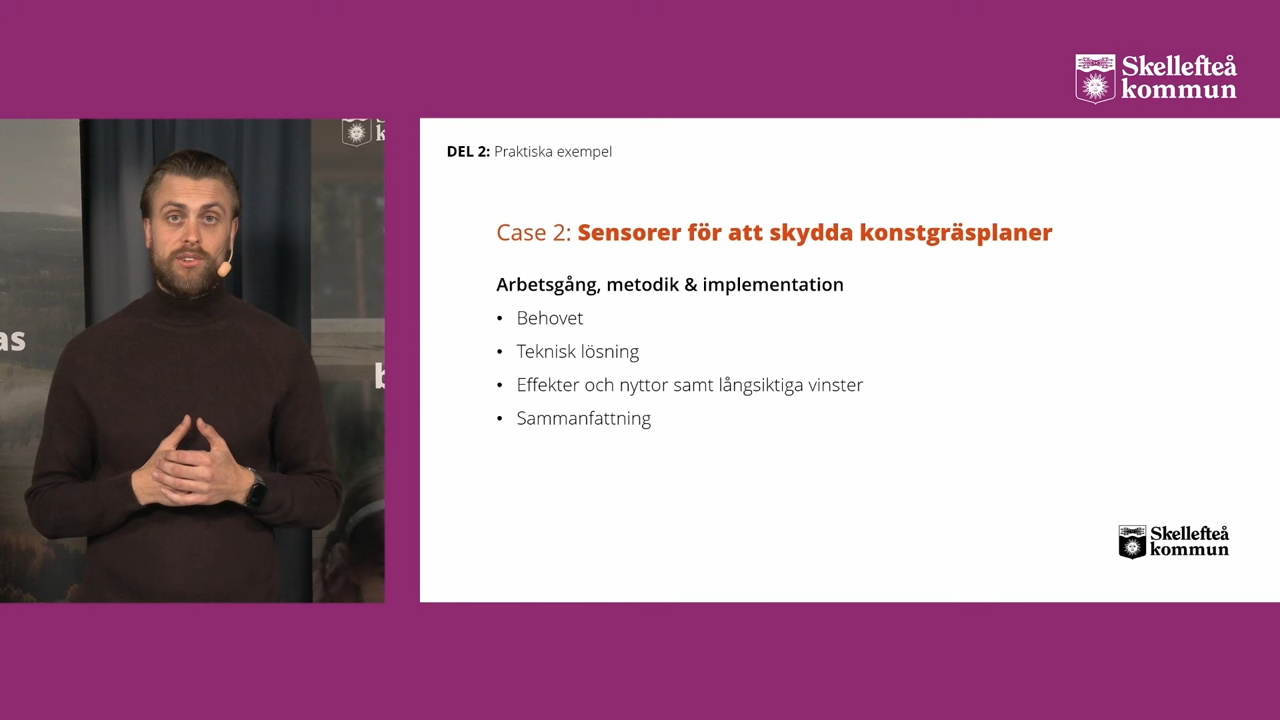 Skellefteå
kommun
DEL 2: Praktiska exempel
Case 2: Sensorer för att skydda konstgräsplaner
Arbetsgång, metodik & implementation
• Behovet
• Teknisk lösning
• Effekter och nyttor samt långsiktiga vinster
• Sammanfattning
as
Skellefteå
kommun